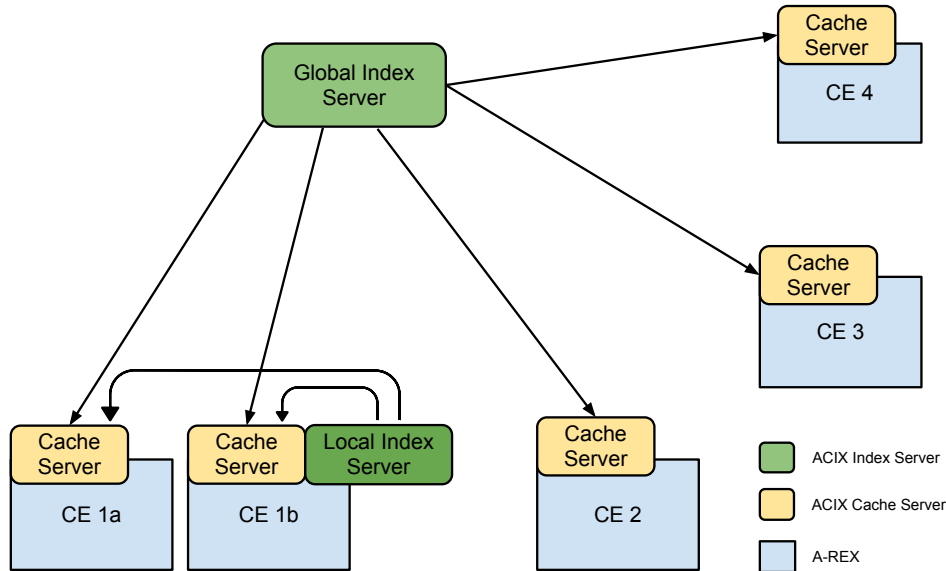 Cache
Server
CE 4
Global Index
Server
Cache
Server
CE 3
Cache
Server
CE 1a
Cache
Server
Local Index
Server
CE 1b
Cache
Server
CE 2
ACIX Index Server
ACIX Cache Server
A-REX